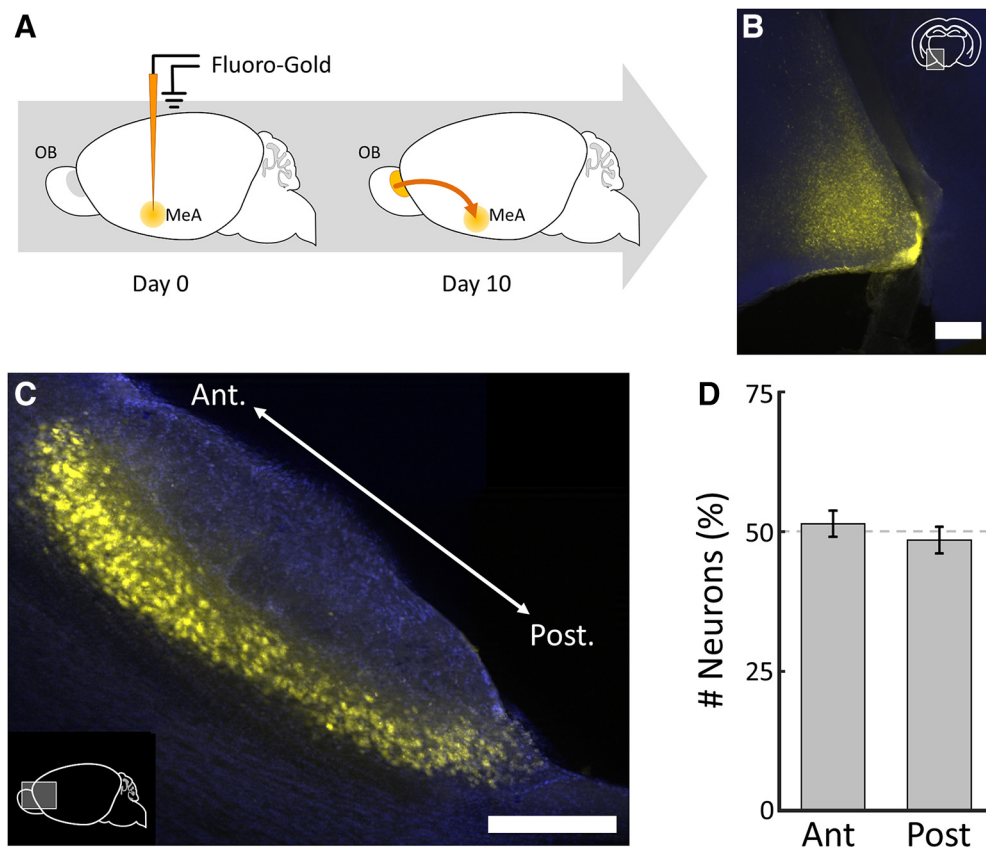 A
Fluoro-Gold
OB
MeA
Day 0
OB
MeA
Day 10
B
C
Ant.
Post.
D
# Neurons (%)
75
50
25
0
Ant
Post